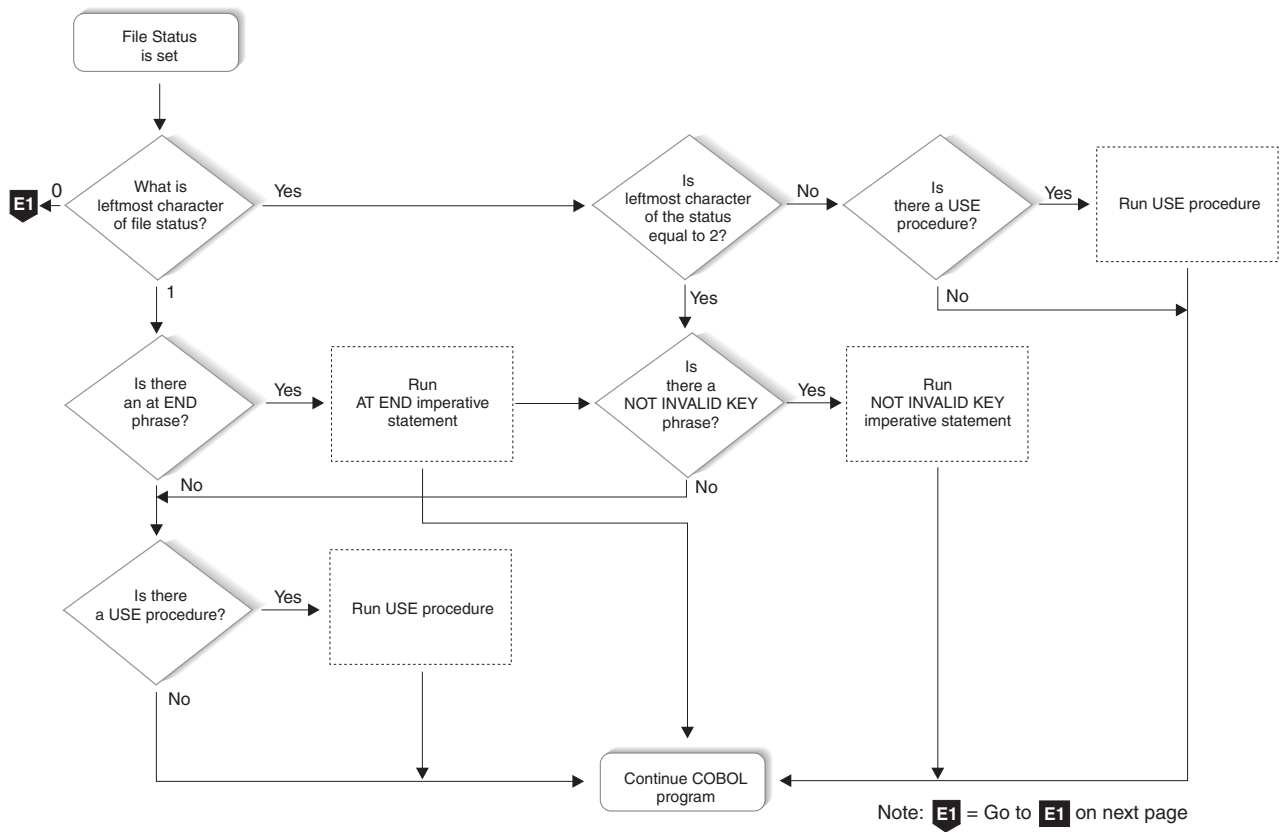 File Status
is set
0
E1
What is
leftmost character
of file status?
Yes
Is
leftmost character
of the status
equal to 2?
No
Is
there a USE
procedure?
Yes
Run USE procedure
1
Yes
No
Is there
an at END
phrase?
Yes
Run
AT END imperative
statement
Is
there a
NOT INVALID KEY
phrase?
Yes
Run
NOT INVALID KEY
imperative statement
No
No
Is there
a USE procedure?
Yes
Run USE procedure
No
Continue COBOL
program
Note: E1 = Go to E1 on next page